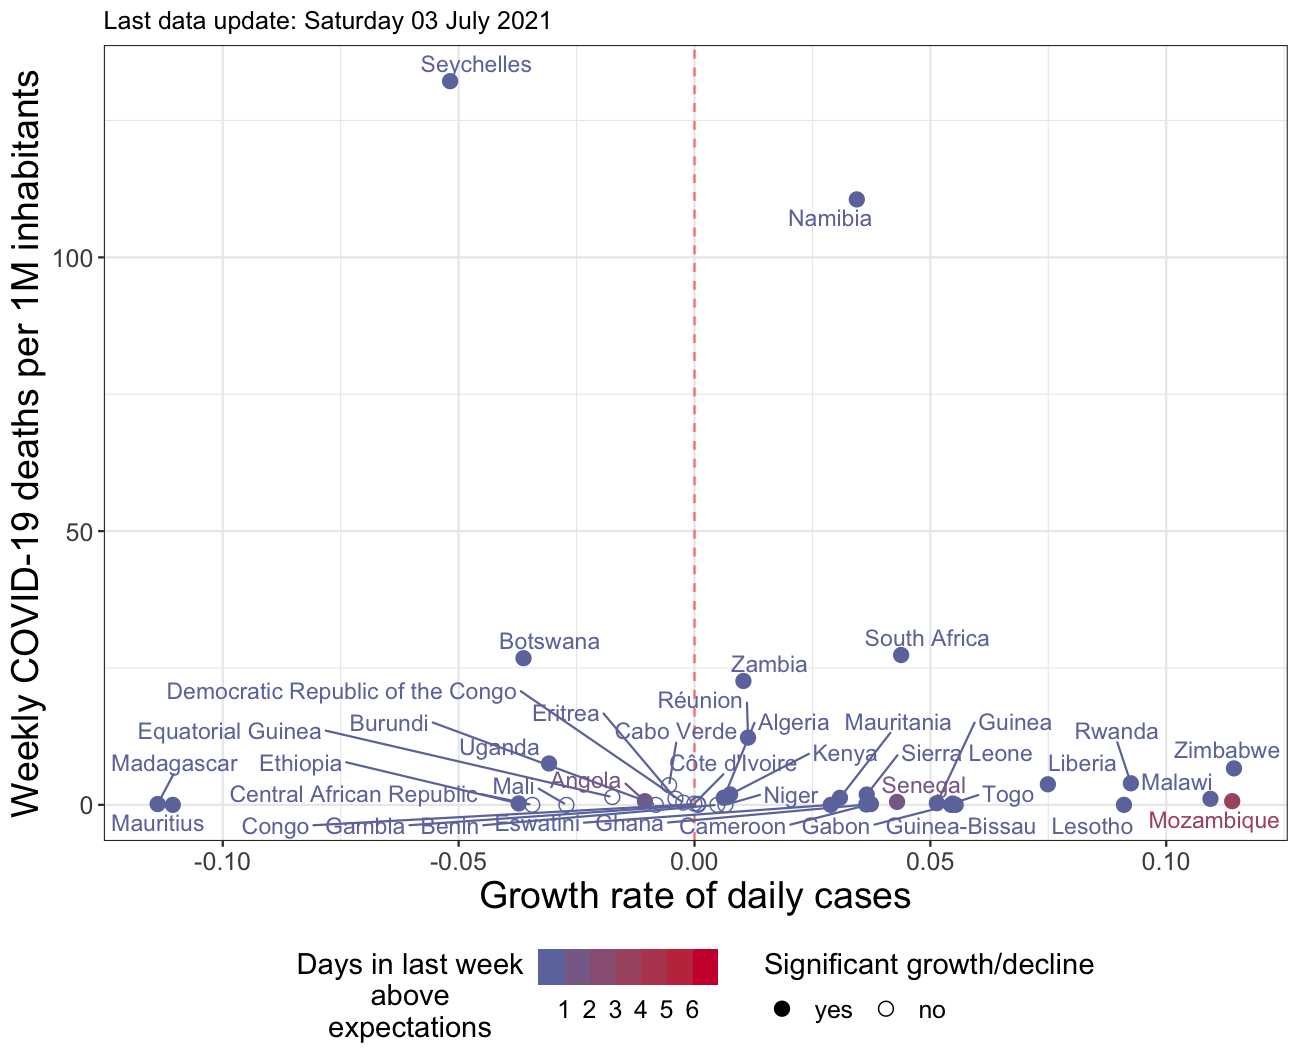 Last data update: Saturday 03 July 2021
Weekly COVID-19 deaths per 1M inhabitants
100
50
0
Seychelles
Namibia
Botswana
South Africa
Zambia
Democratic Republic of the Congo
Réunion
Eritrea
Burundi
Algeria
Mauritania
Guinea
Equatorial Guinea
Cabo Verde
Rwanda
Uganda
Kenya
Sierra Leone
Zimbabwe
Madagascar
Ethiopia
Côte d'Ivoire
Liberia
Mali
Angola
Senegal
Malawi
Central African Republic
Niger
Togo
Mauritius
Congo
Gambia
Benin
Eswatini
Ghana
Cameroon
Gabon
Guinea-Bissau
Lesotho
Mozambique
-0.10
-0.05
0.00
0.05
0.10
Growth rate of daily cases
Days in last week
above
expectations
1 2 3 4 5 6
Significant growth/decline
yes
no